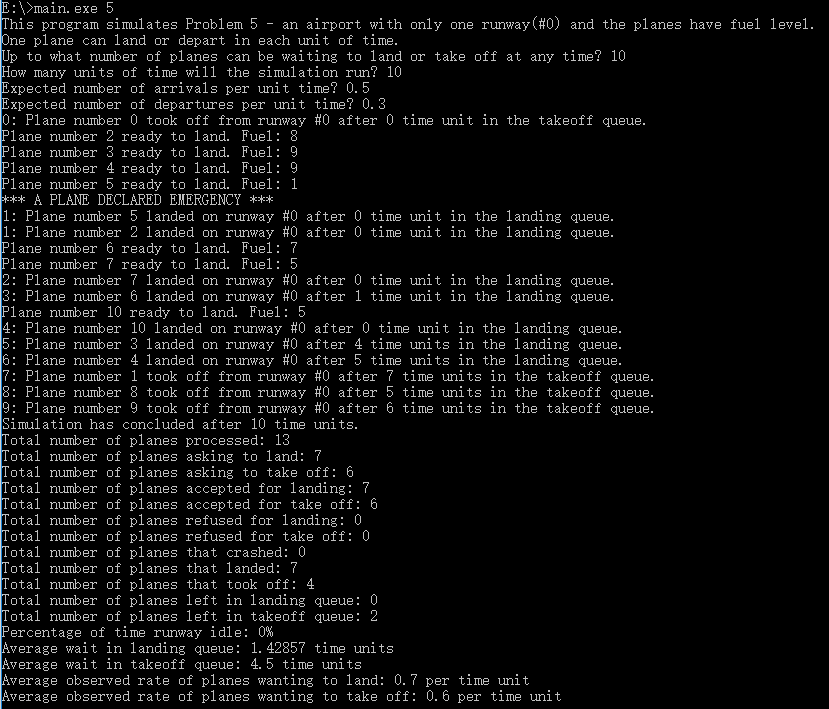 E:\>main.exe 5
This program simulates Problem 5 - an airport with only one runway(#0) and the planes have fuel level.
One plane can land or depart in each unit of time.
Up to what number of planes can be waiting to land or take off at any time? 10
How many units of time will the simulation run? 10
Expected number of arrivals per unit time? 0.5
Expected number of departures per unit time? 0.3
0: Plane number 0 took off from runway #0 after 0 time unit in the takeoff queue.
Plane number 2 ready to land. Fuel: 8
Plane number 3 ready to land. Fuel: 9
Plane number 4 ready to land. Fuel: 9
Plane number 5 ready to land. Fuel: 1
*** A PLANE DECLARED EMERGENCY ***
1: Plane number 5 landed on runway #0 after 0 time unit in the landing queue.
1: Plane number 2 landed on runway #0 after 0 time unit in the landing queue.
Plane number 6 ready to land. Fuel: 7
Plane number 7 ready to land. Fuel: 5
2: Plane number 7 landed on runway #0 after 0 time unit in the landing queue.
3: Plane number 6 landed on runway #0 after 1 time unit in the landing queue.
Plane number 10 ready to land. Fuel: 5
4: Plane number 10 landed on runway #0 after 0 time unit in the landing queue.
5: Plane number 3 landed on runway #0 after 4 time units in the landing queue.
6: Plane number 4 landed on runway #0 after 5 time units in the landing queue.
7: Plane number 1 took off from runway #0 after 7 time units in the takeoff queue.
8: Plane number 8 took off from runway #0 after 5 time units in the takeoff queue.
9: Plane number 9 took off from runway #0 after 6 time units in the takeoff queue.
Simulation has concluded after 10 time units.
Total number of planes processed: 13
Total number of planes asking to land: 7
Total number of planes asking to take off: 6
Total number of planes accepted for landing: 7
Total number of planes accepted for take off: 6
Total number of planes refused for landing: 0
Total number of planes refused for take off: 0
Total number of planes that crashed: 0
Total number of planes that landed: 7
Total number of planes that took off: 4
Total number of planes left in landing queue: 0
Total number of planes left in takeoff queue: 2
Percentage of time runway idle: 0%
Average wait in landing queue: 1.42857 time units
Average wait in takeoff queue: 4.5 time units
Average observed rate of planes wanting to land: 0.7 per time unit
Average observed rate of planes wanting to take off: 0.6 per time unit